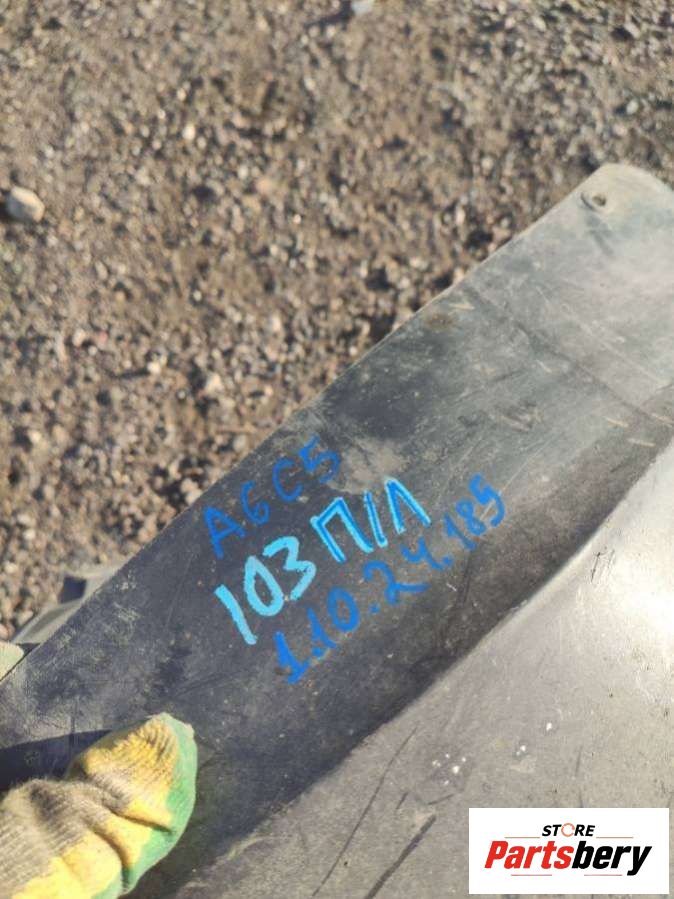 A6C5
103 П/Л
1.10.24.185
STORE
Partsbery